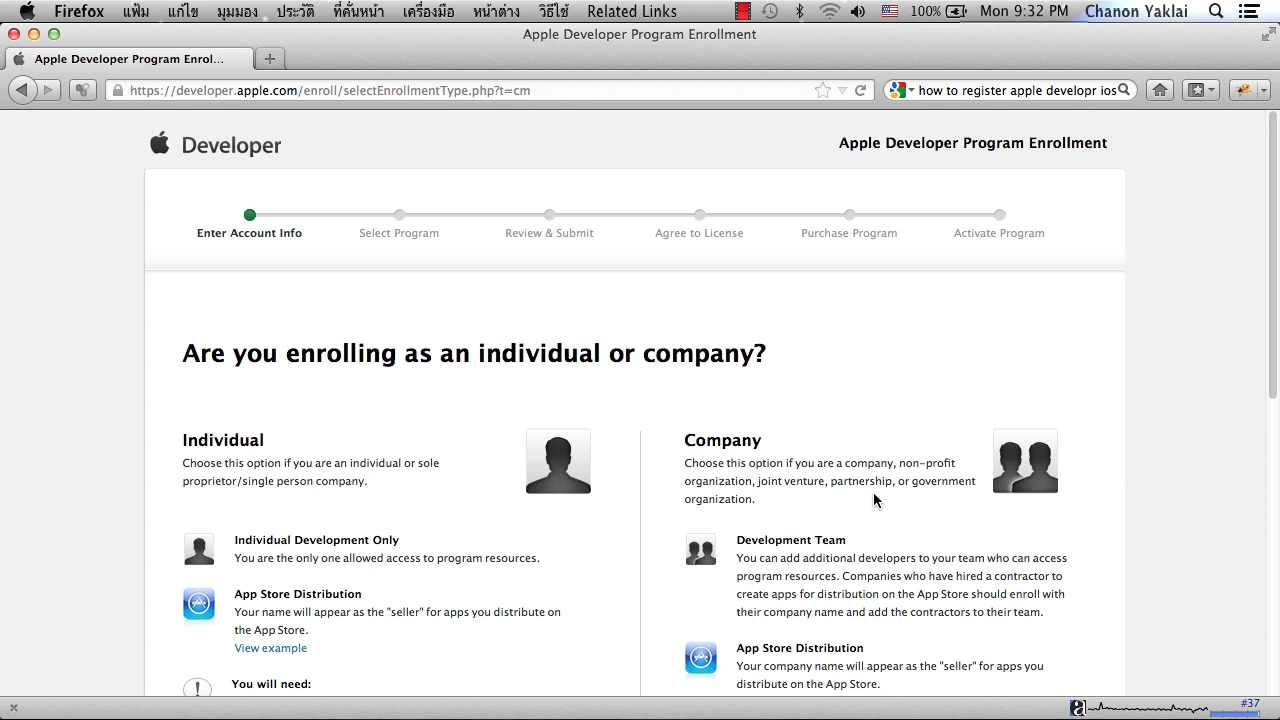 Firefox แฟ้ม แก้ไข มุมมอง ประวัติ ที่คั่นหน้า เครื่องมือ หน้าต่าง วิธีใช้ Related Links 100% Mon 9:32 PM Chanon Yaklai
Apple Developer Program Enrollment
Apple Developer Program Enrol...
https://developer.apple.com/enroll/selectEnrollmentType.php?t=cm
how to register apple developr ios
Developer
Apple Developer Program Enrollment
Enter Account Info
Select Program
Review & Submit
Agree to License
Purchase Program
Activate Program
Are you enrolling as an individual or company?
Individual
Choose this option if you are an individual or sole
proprietor/single person company.
Individual Development Only
You are the only one allowed access to program resources.
App Store Distribution
Your name will appear as the "seller" for apps you distribute on
the App Store.
View example
You will need:
Company
Choose this option if you are a company, non-profit
organization, joint venture, partnership, or government
organization.
Development Team
You can add additional developers to your team who can access
program resources. Companies who have hired a contractor to
create apps for distribution on the App Store should enroll with
their company name and add the contractors to their team.
App Store Distribution
Your company name will appear as the "seller" for apps you
distribute on the App Store.
#37